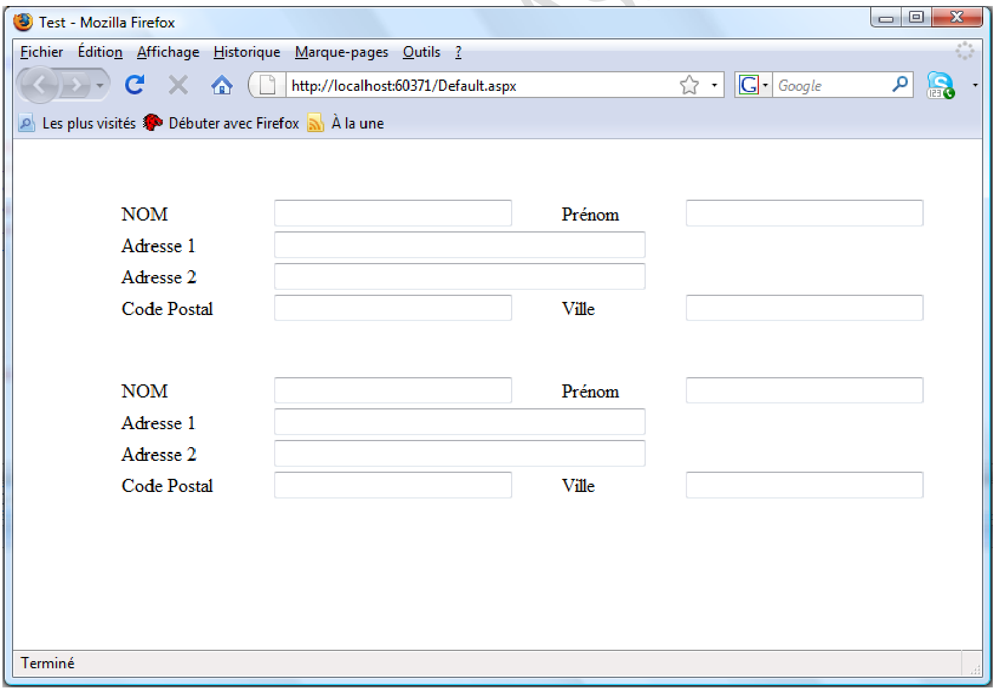 Test - Mozilla Firefox
Fichier Édition Affichage Historique Marque-pages Outils ?
http://localhost:60371/Default.aspx G Google S 123
Les plus visités Débuter avec Firefox À la une
NOM Prénom
Adresse 1
Adresse 2
Code Postal Ville
NOM Prénom
Adresse 1
Adresse 2
Code Postal Ville
Terminé